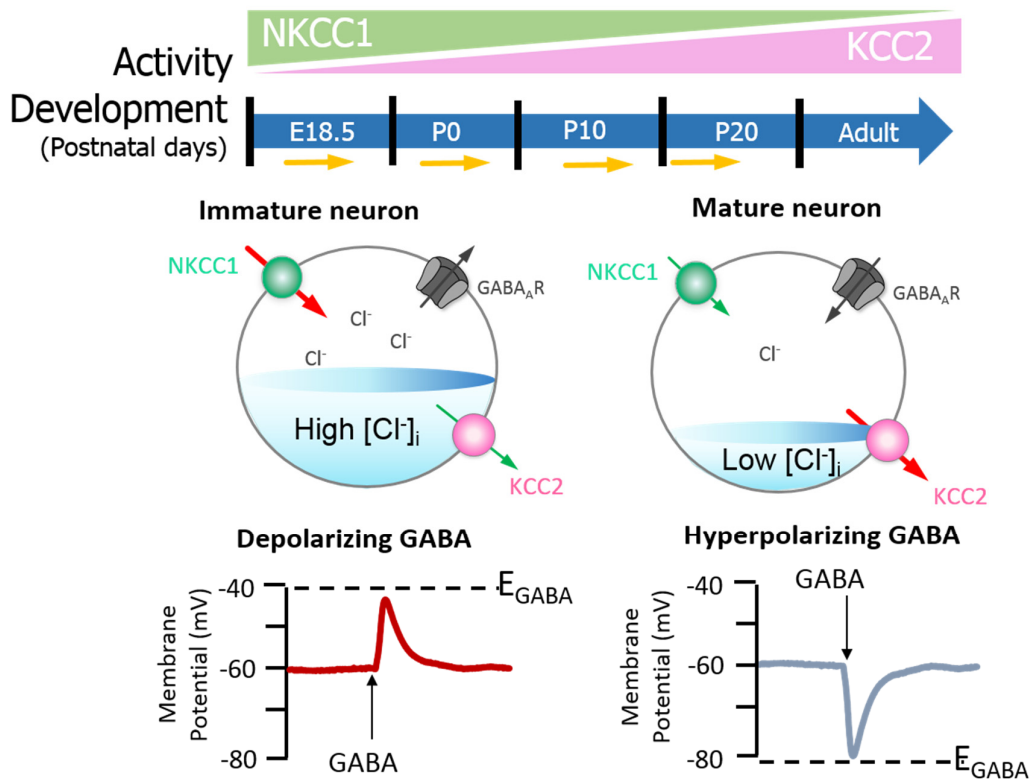 NKCC1
KCC2
Activity
Development
(Postnatal days)
E18.5
P0
P10
P20
Adult
Immature neuron
Mature neuron
NKCC1
GABAAR
Cl-
Cl-
Cl-
High [Cl-]i
KCC2
NKCC1
GABAAR
Cl-
Low [Cl-]i
KCC2
Depolarizing GABA
Membrane
Potential (mV)
-40
-60
-80
EGABA
GABA
Hyperpolarizing GABA
Membrane
Potential (mV)
-40
-60
-80
GABA
EGABA